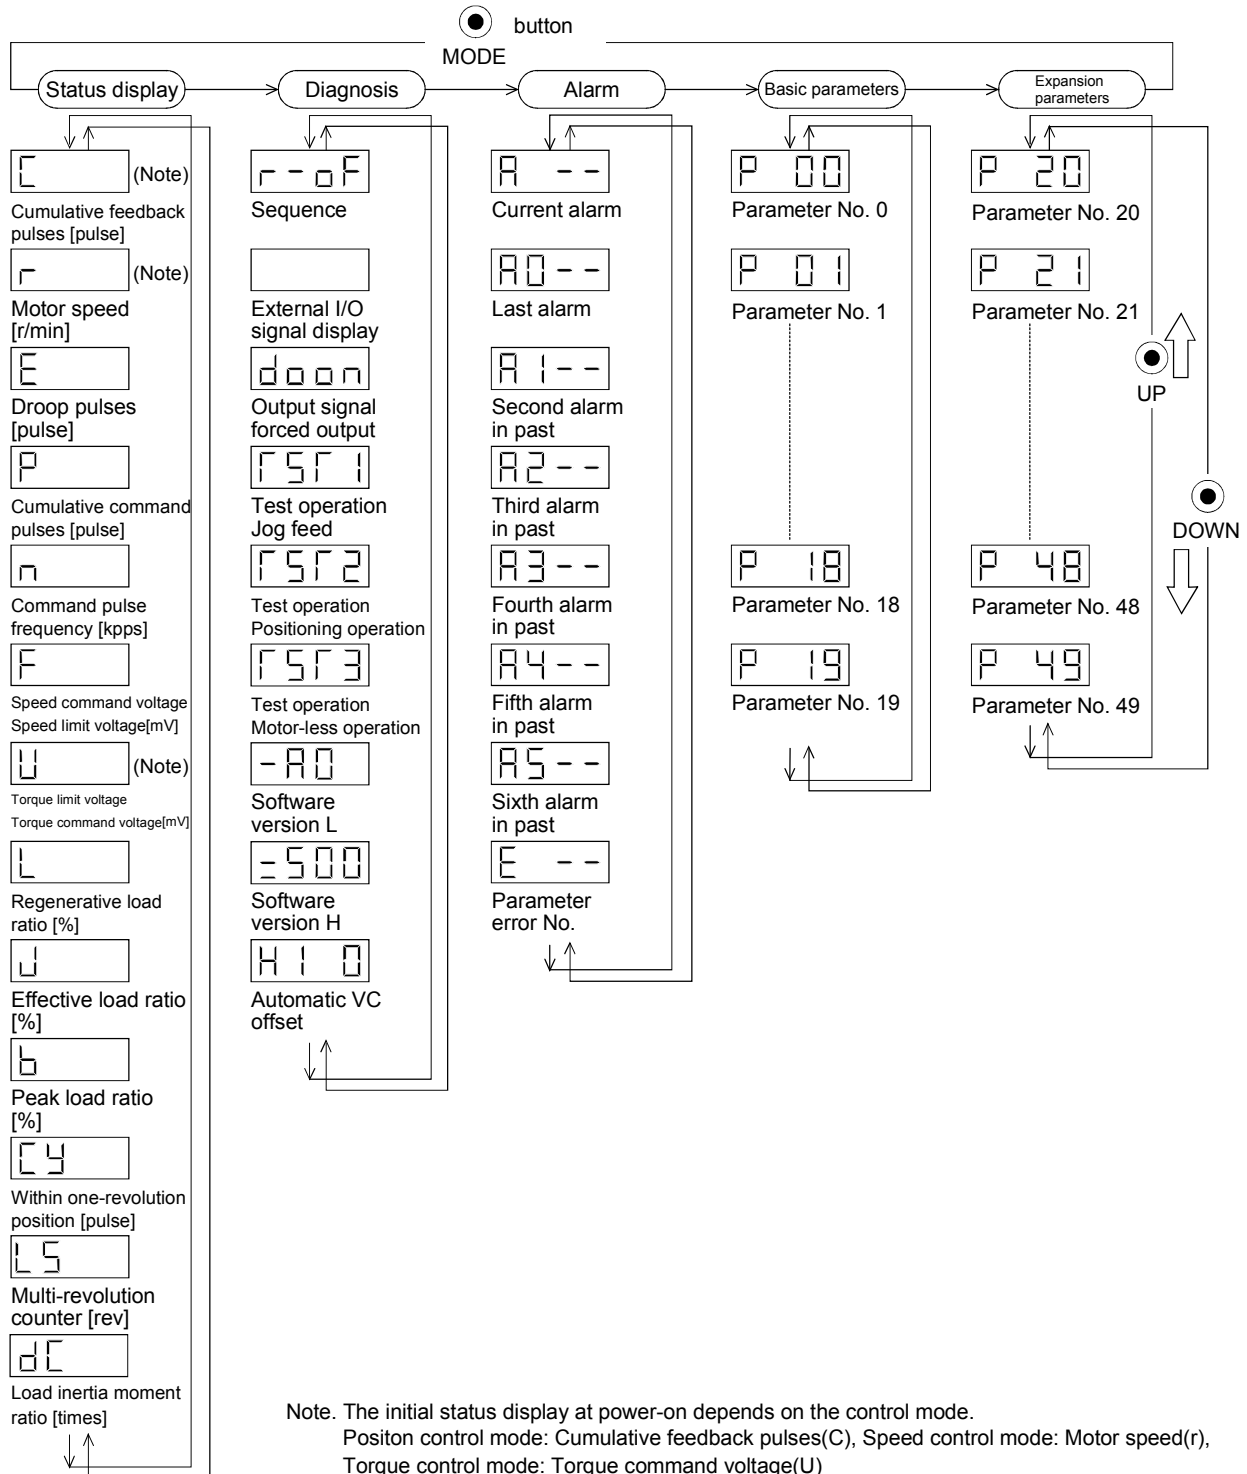 button
MODE
Status display
Diagnosis
Alarm
Basic parameters
Expansion
parameters
C
(Note)
Cumulative feedback
pulses [pulse]
r
(Note)
Motor speed
[r/min]
E
Droop pulses
[pulse]
P
Cumulative command
pulses [pulse]
n
Command pulse
frequency [kpps]
F
Speed command voltage
Speed limit voltage[mV]
U
(Note)
Torque limit voltage
Torque command voltage[mV]
L
Regenerative load
ratio [%]
J
Effective load ratio
[%]
b
Peak load ratio
[%]
Cy
Within one-revolution
position [pulse]
LS
Multi-revolution
counter [rev]
dC
Load inertia moment
ratio [times]
r--oF
Sequence
External I/O
signal display
doon
Output signal
forced output
TST1
Test operation
Jog feed
TST2
Test operation
Positioning operation
TST3
Test operation
Motor-less operation
-A0
Software
version L
=500
Software
version H
H1 0
Automatic VC
offset
A --
Current alarm
A0--
Last alarm
A1--
Second alarm
in past
A2--
Third alarm
in past
A3--
Fourth alarm
in past
A4--
Fifth alarm
in past
A5--
Sixth alarm
in past
E --
Parameter
error No.
P 00
Parameter No. 0
P 01
Parameter No. 1
P 18
Parameter No. 18
P 19
Parameter No. 19
P 20
Parameter No. 20
P 21
Parameter No. 21
P 48
Parameter No. 48
P 49
Parameter No. 49
UP
DOWN
Note. The initial status display at power-on depends on the control mode.
Positon control mode: Cumulative feedback pulses(C), Speed control mode: Motor speed(r),
Torque control mode: Torque command voltage(U)